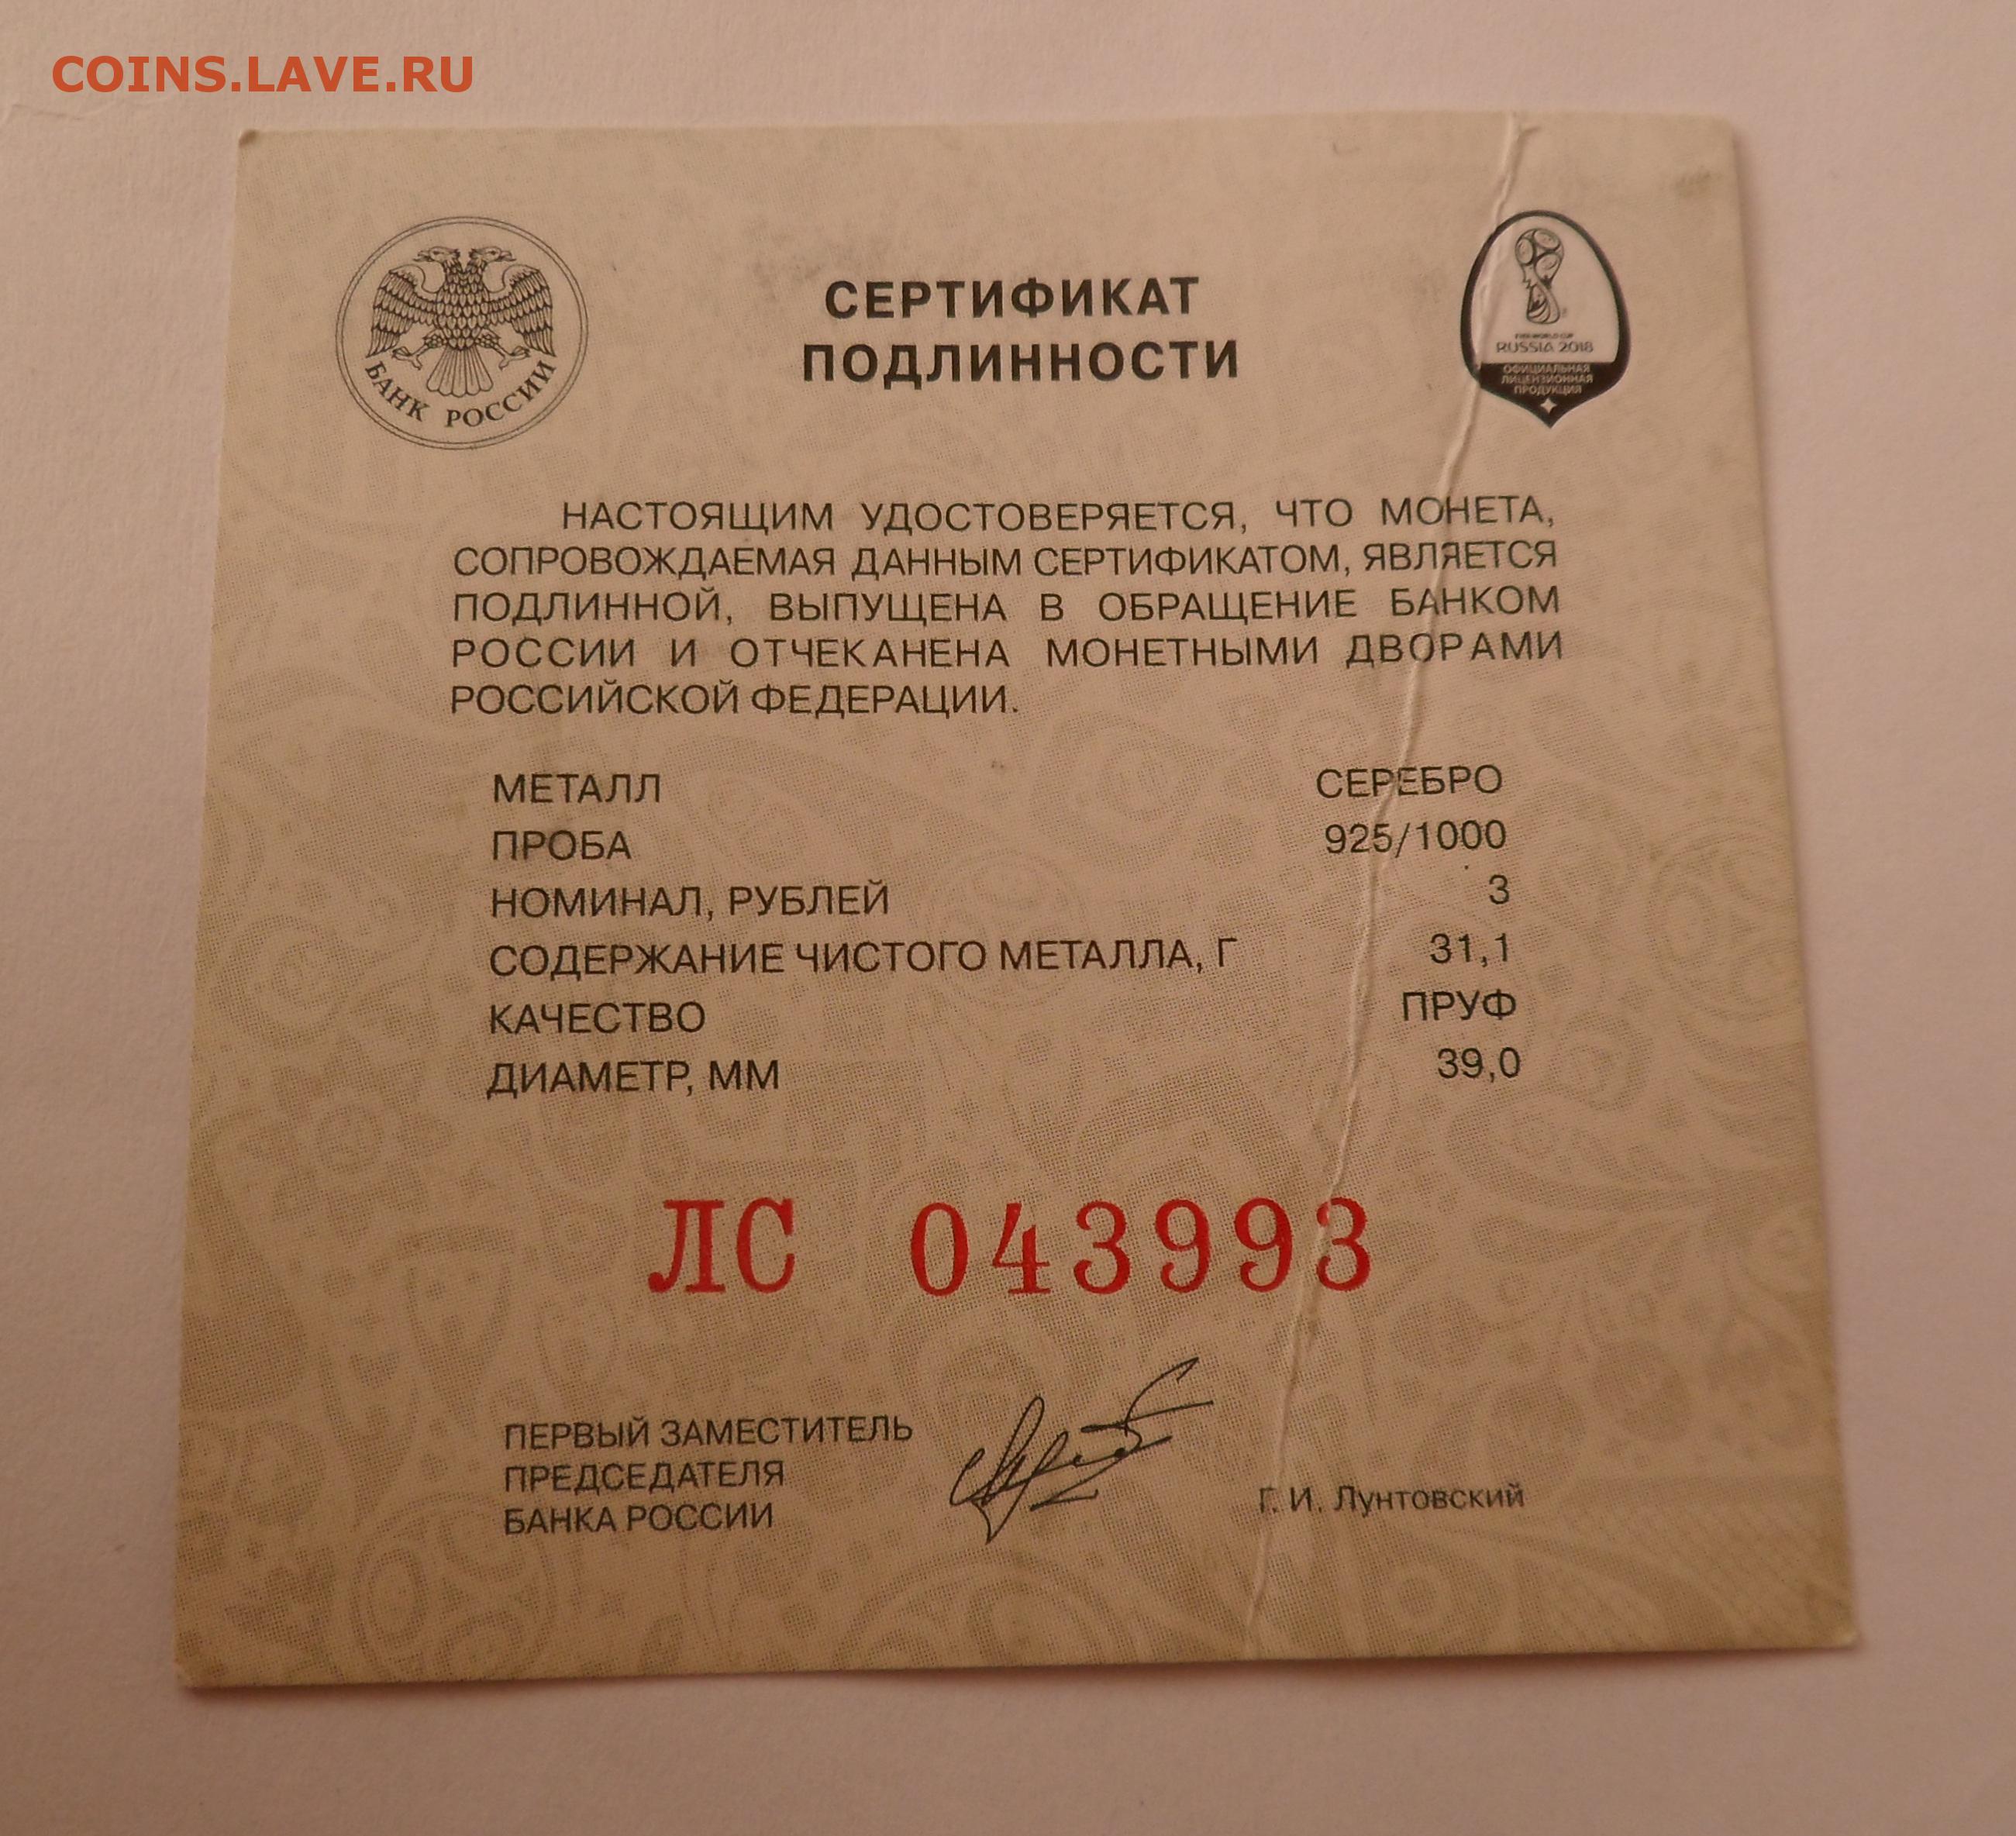 COINS.LAVE.RU
СЕРТИФИКАТ
ПОДЛИННОСТИ
БАНК РОССИИ
FIFA WORLD CUP
RUSSIA 2018
ОФИЦИАЛЬНАЯ
ЛИЦЕНЗИОННАЯ
ПРОДУКЦИЯ
НАСТОЯЩИМ УДОСТОВЕРЯЕТСЯ, ЧТО МОНЕТА,
СОПРОВОЖДАЕМАЯ ДАННЫМ СЕРТИФИКАТОМ, ЯВЛЯЕТСЯ
ПОДЛИННОЙ, ВЫПУЩЕНА В ОБРАЩЕНИЕ БАНКОМ
РОССИИ И ОТЧЕКАНЕНА МОНЕТНЫМИ ДВОРАМИ
РОССИЙСКОЙ ФЕДЕРАЦИИ.
МЕТАЛЛ СЕРЕБРО
ПРОБА 925/1000
НОМИНАЛ, РУБЛЕЙ 3
СОДЕРЖАНИЕ ЧИСТОГО МЕТАЛЛА, Г 31,1
КАЧЕСТВО ПРУФ
ДИАМЕТР, ММ 39,0
ЛС 043993
ПЕРВЫЙ ЗАМЕСТИТЕЛЬ
ПРЕДСЕДАТЕЛЯ
БАНКА РОССИИ
Г. И. Лунтовский